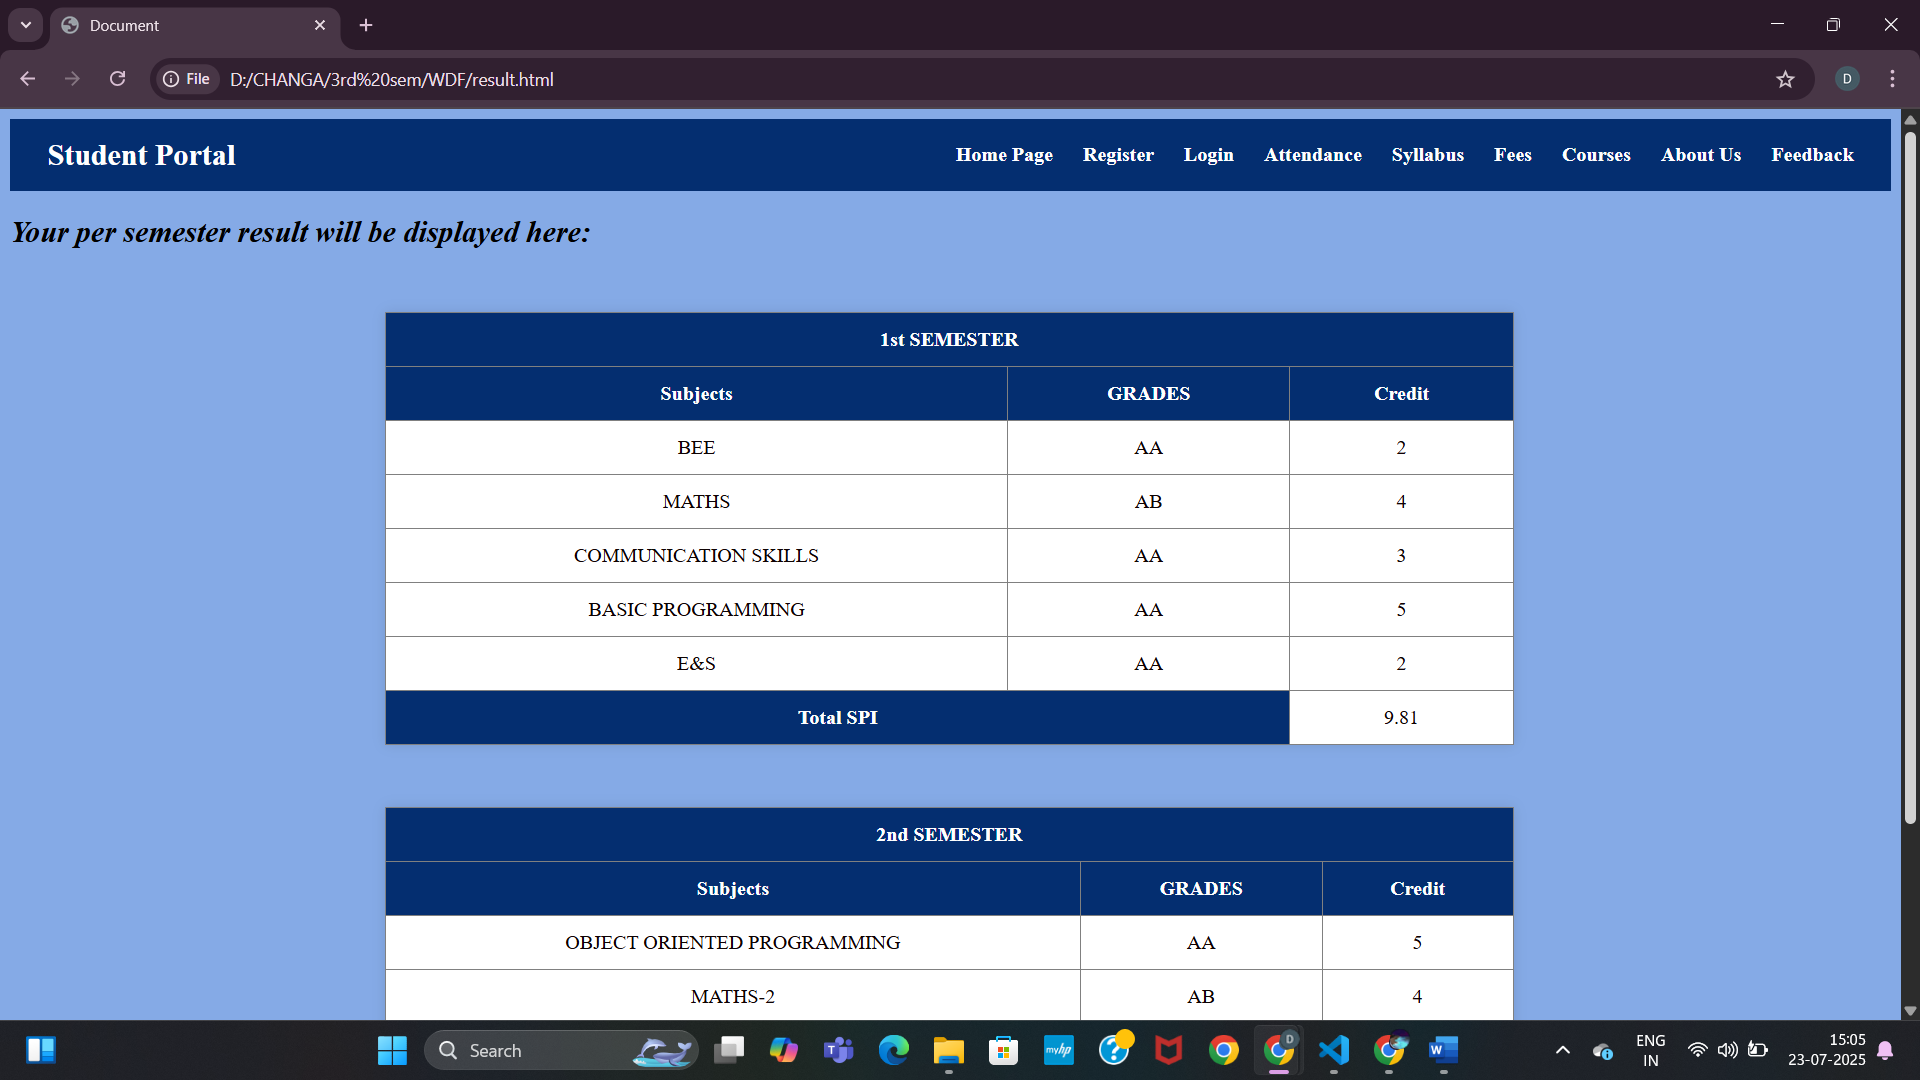 Document
File D:/CHANGA/3rd%20sem/WDF/result.html
D
Student Portal Home Page Register Login Attendance Syllabus Fees Courses About Us Feedback
Your per semester result will be displayed here:
1st SEMESTER
Subjects GRADES Credit
BEE AA 2
MATHS AB 4
COMMUNICATION SKILLS AA 3
BASIC PROGRAMMING AA 5
E&S AA 2
Total SPI 9.81
2nd SEMESTER
Subjects GRADES Credit
OBJECT ORIENTED PROGRAMMING AA 5
MATHS-2 AB 4
Search
myhp
D
ENG
IN
15:05
23-07-2025